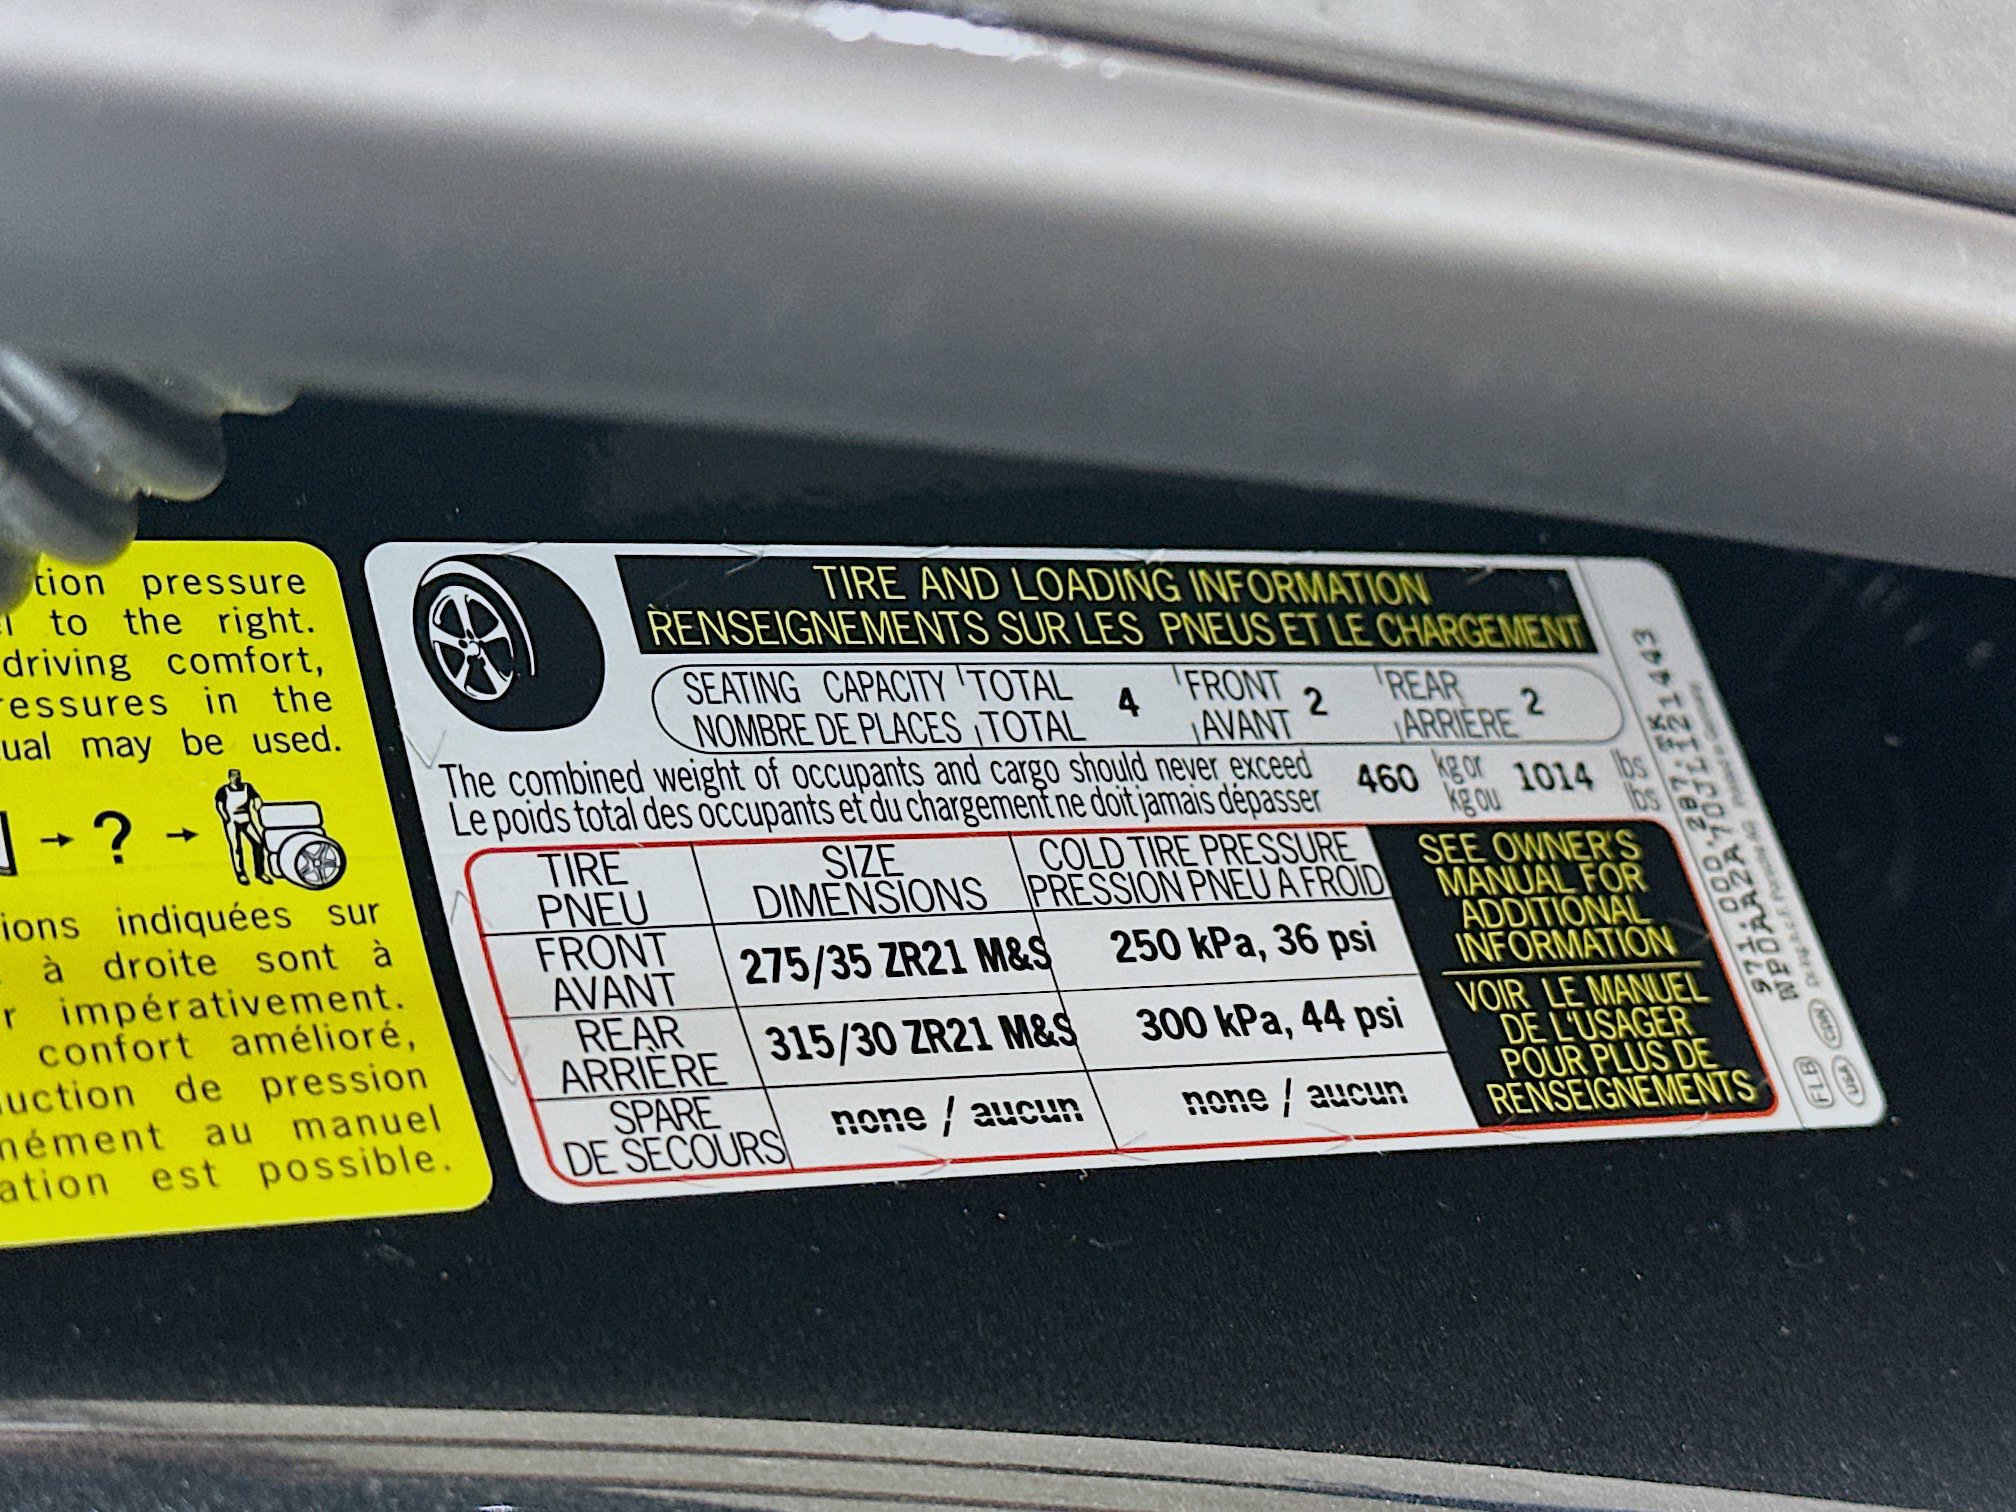 tion pressure
to the right.
driving comfort,
ressures in the
ual may be used.
→ ? →
ions indiquées sur
à droite sont à
r impérativement.
confort amélioré,
uction de pression
nément au manuel
ation est possible.
TIRE AND LOADING INFORMATION
RENSEIGNEMENTS SUR LES PNEUS ET LE CHARGEMENT
SEATING CAPACITY TOTAL 4 FRONT 2 REAR 2
NOMBRE DE PLACES TOTAL AVANT ARRIÈRE
The combined weight of occupants and cargo should never exceed 460 kg or 1014 lbs
Le poids total des occupants et du chargement ne doit jamais dépasser kg ou lbs
TIRE SIZE COLD TIRE PRESSURE
PNEU DIMENSIONS PRESSION PNEU A FROID
FRONT 275/35 ZR21 M&S 250 kPa, 36 psi
AVANT
REAR 315/30 ZR21 M&S 300 kPa, 44 psi
ARRIÈRE
SPARE none / aucun none / aucun
DE SECOURS
SEE OWNER'S
MANUAL FOR
ADDITIONAL
INFORMATION
VOIR LE MANUEL
DE L'USAGER
POUR PLUS DE
RENSEIGNEMENTS
WP0AA2A70JL121443
FLB
CDN
USA